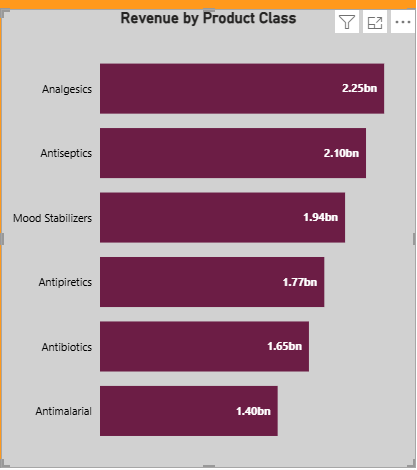 Revenue by Product Class
Analgesics 2.25bn
Antiseptics 2.10bn
Mood Stabilizers 1.94bn
Antipiretics 1.77bn
Antibiotics 1.65bn
Antimalarial 1.40bn